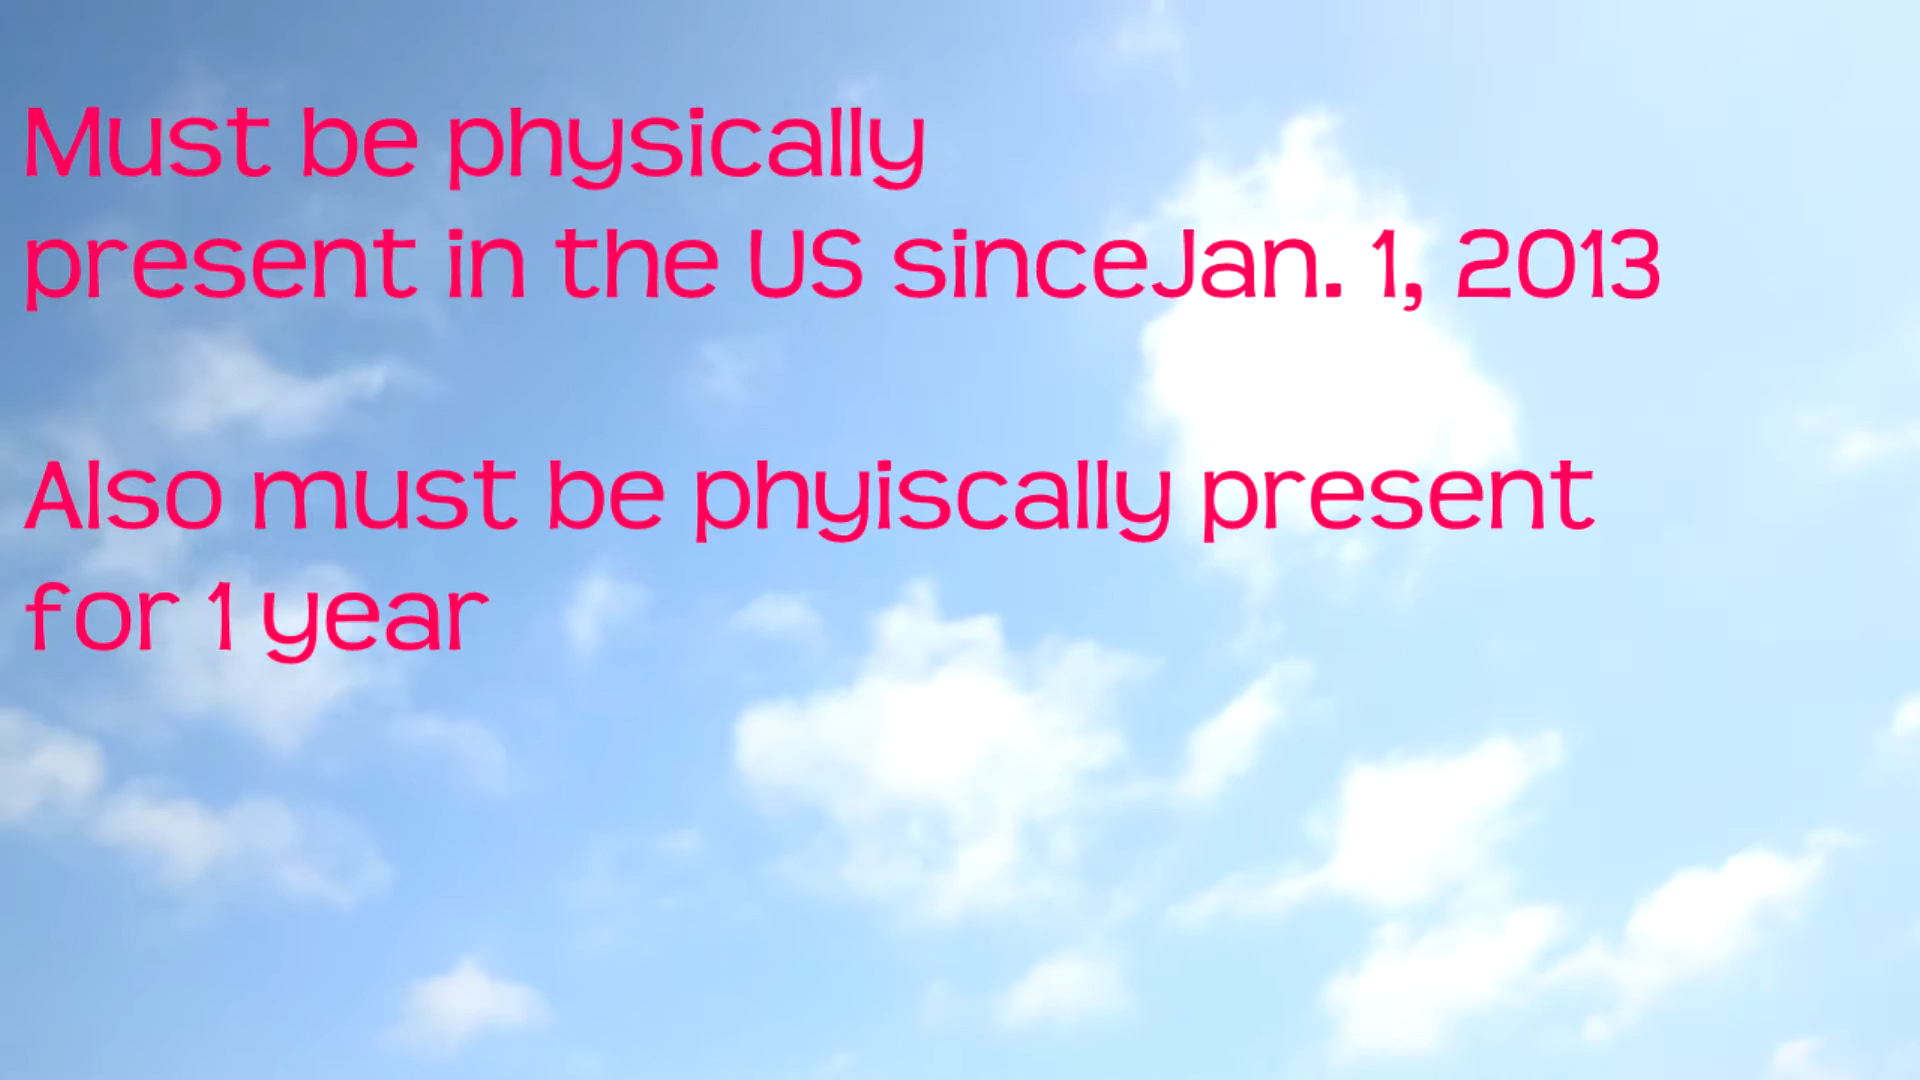 Must be physically
present in the US sinceJan. 1, 2013
Also must be phyiscally present
for 1 year